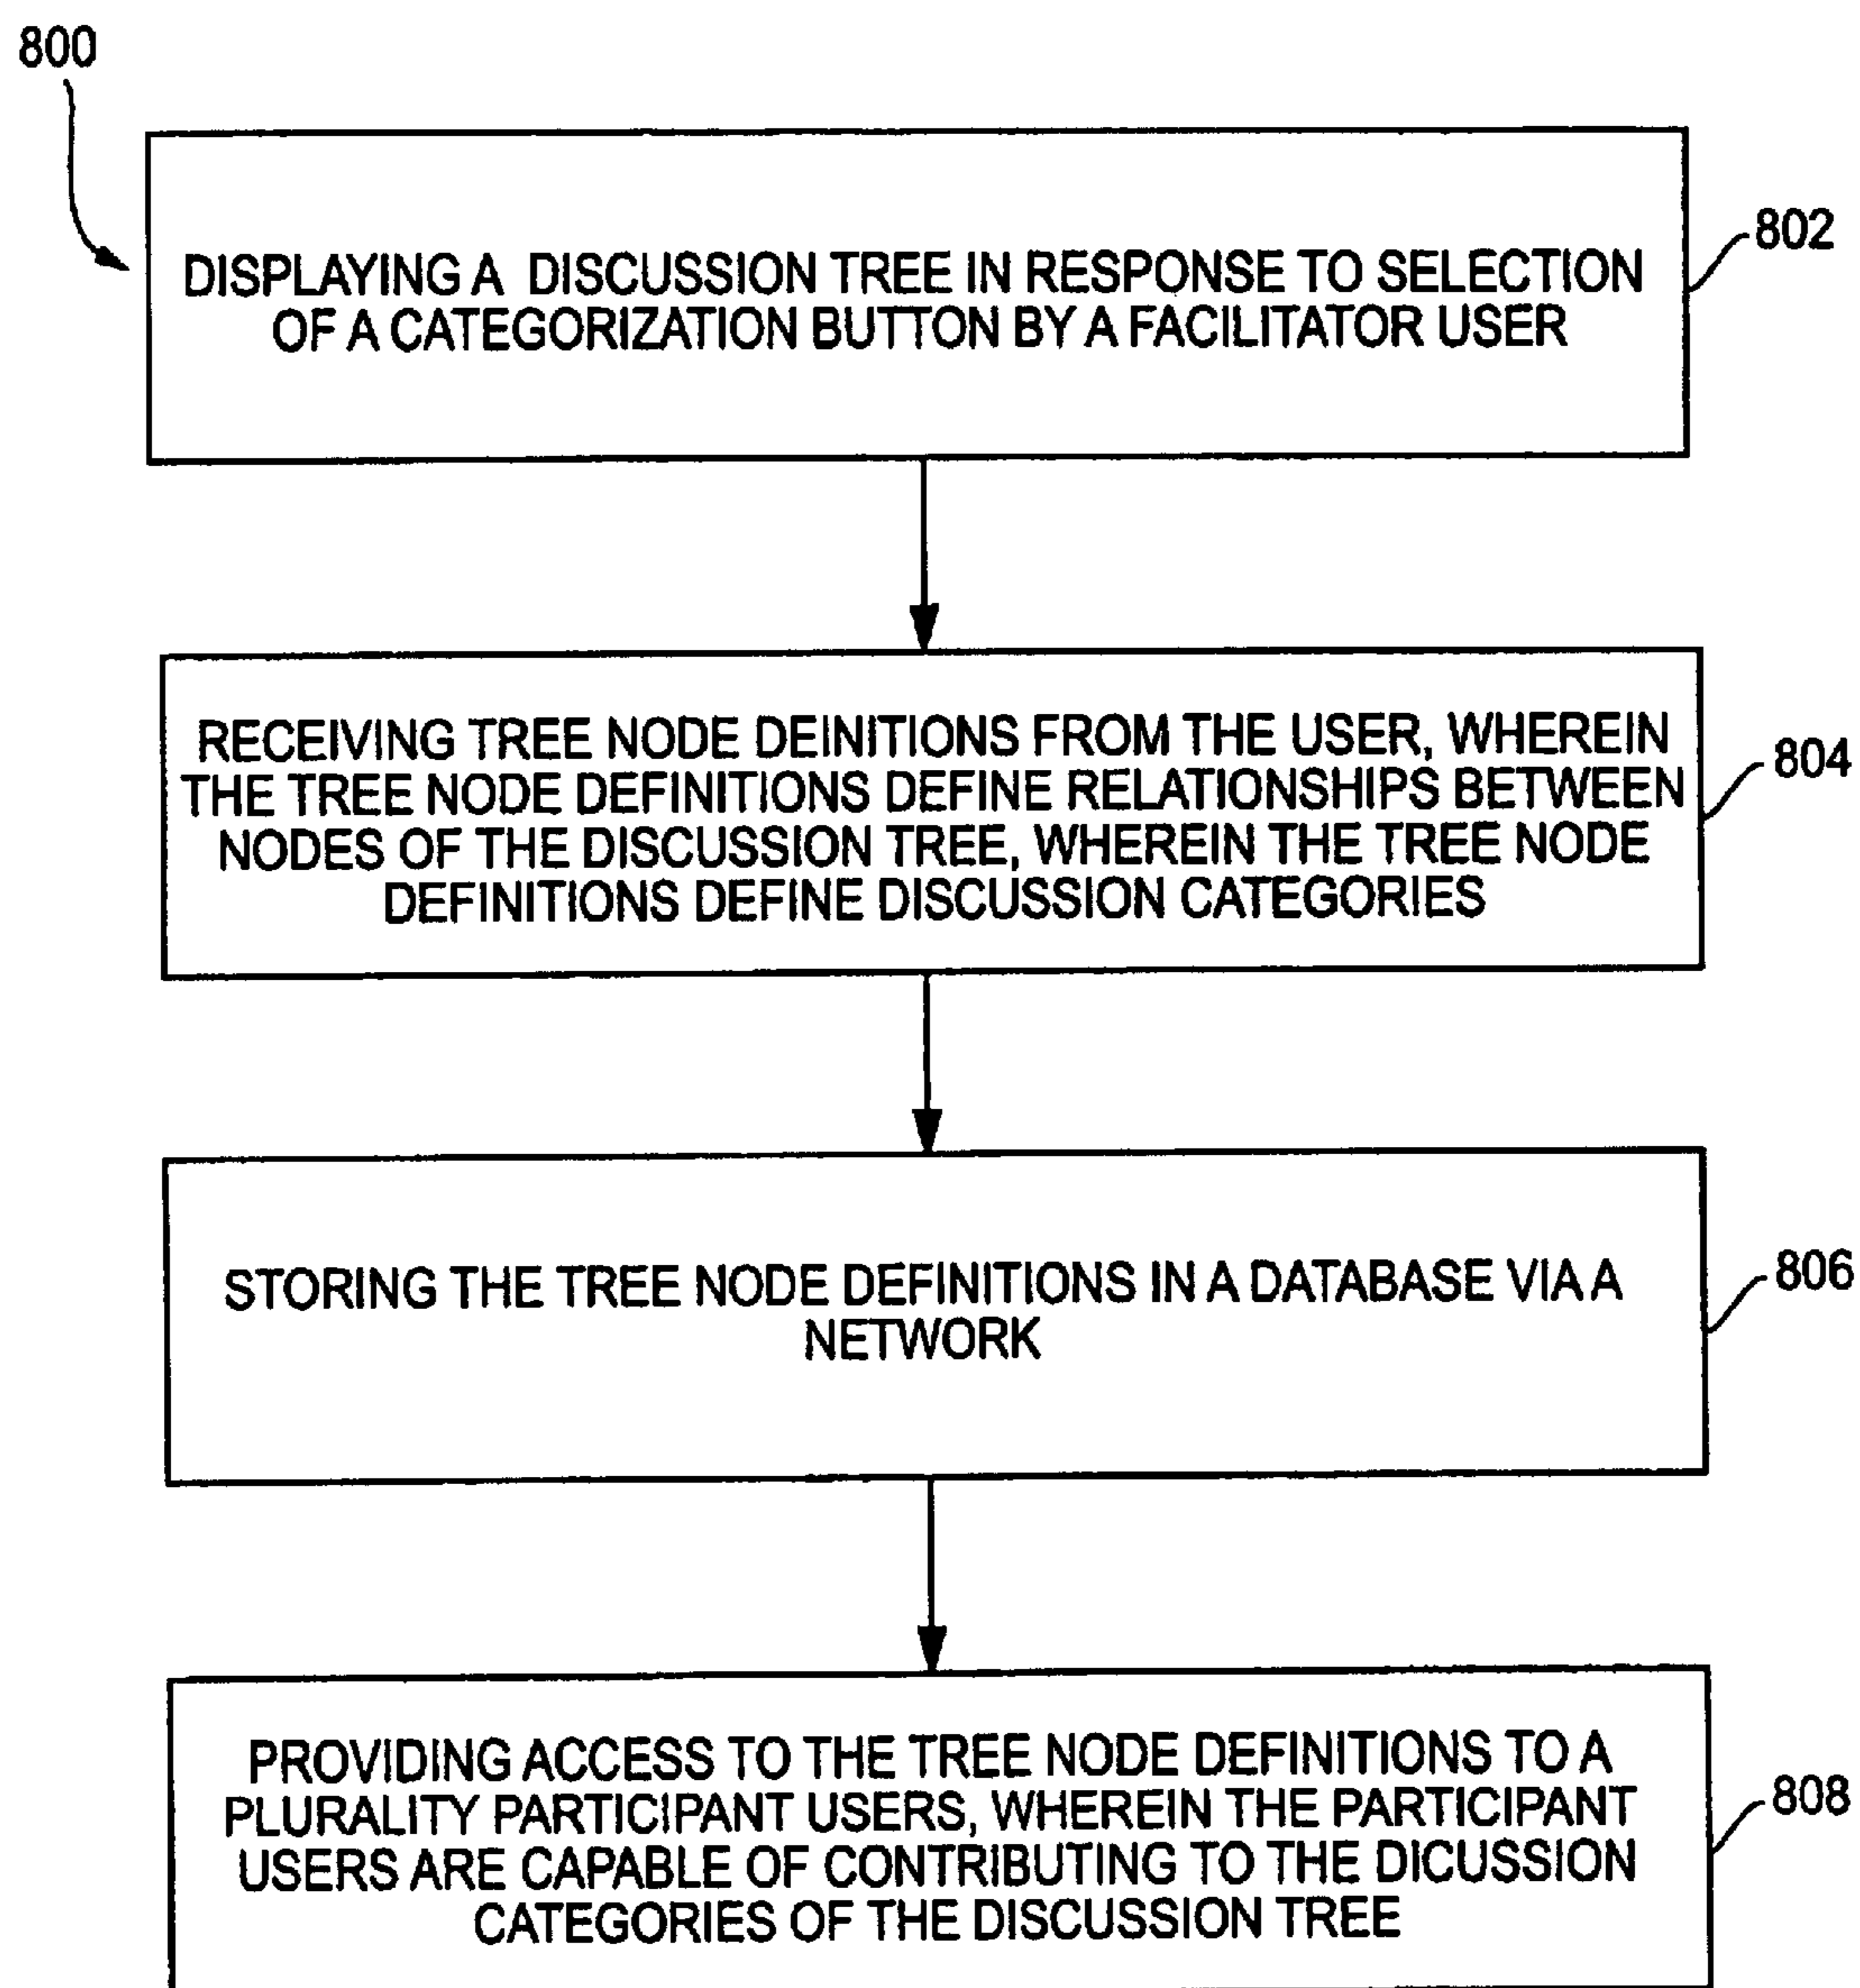 800
DISPLAYING A DISCUSSION TREE IN RESPONSE TO SELECTION
OF A CATEGORIZATION BUTTON BY A FACILITATOR USER
802
RECEIVING TREE NODE DEINITIONS FROM THE USER, WHEREIN
THE TREE NODE DEFINITIONS DEFINE RELATIONSHIPS BETWEEN
NODES OF THE DISCUSSION TREE, WHEREIN THE TREE NODE
DEFINITIONS DEFINE DISCUSSION CATEGORIES
804
STORING THE TREE NODE DEFINITIONS IN A DATABASE VIA A
NETWORK
806
PROVIDING ACCESS TO THE TREE NODE DEFINITIONS TO A
PLURALITY PARTICIPANT USERS, WHEREIN THE PARTICIPANT
USERS ARE CAPABLE OF CONTRIBUTING TO THE DICUSSION
CATEGORIES OF THE DISCUSSION TREE
808